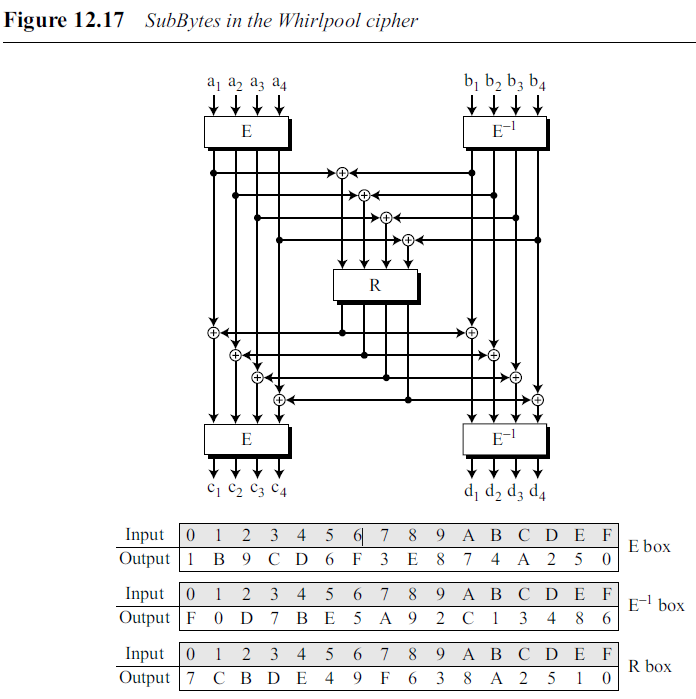 Figure 12.17 SubBytes in the Whirlpool cipher
a1 a2 a3 a4 b1 b2 b3 b4
E E−1
R
E E−1
c1 c2 c3 c4 d1 d2 d3 d4
Input 0 1 2 3 4 5 6 7 8 9 A B C D E F
Output 1 B 9 C D 6 F 3 E 8 7 4 A 2 5 0
E box
Input 0 1 2 3 4 5 6 7 8 9 A B C D E F
Output F 0 D 7 B E 5 A 9 2 C 1 3 4 8 6
E−1 box
Input 0 1 2 3 4 5 6 7 8 9 A B C D E F
Output 7 C B D E 4 9 F 6 3 8 A 2 5 1 0
R box